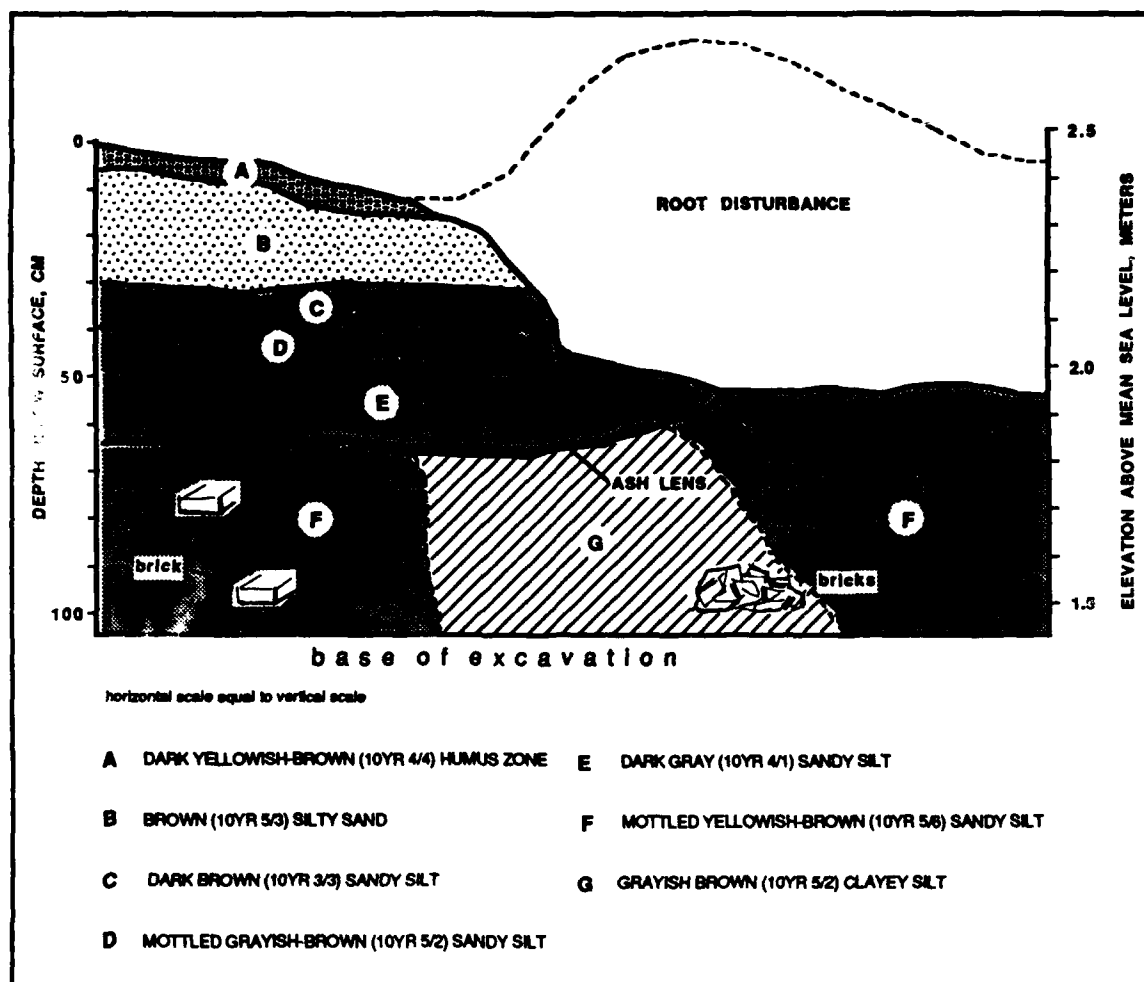 0
50
100
DEPTH SURFACE, CM
A
B
C
D
E
F
G
F
ROOT DISTURBANCE
ASH LENS
brick
bricks
2.5
2.0
ELEVATION ABOVE MEAN SEA LEVEL, METERS
base of excavation
horizontal scale equal to vertical scale
A DARK YELLOWISH-BROWN (10YR 4/4) HUMUS ZONE
B BROWN (10YR 5/3) SILTY SAND
C DARK BROWN (10YR 3/3) SANDY SILT
D MOTTLED GRAYISH-BROWN (10YR 5/2) SANDY SILT
E DARK GRAY (10YR 4/1) SANDY SILT
F MOTTLED YELLOWISH-BROWN (10YR 5/6) SANDY SILT
G GRAYISH BROWN (10YR 5/2) CLAYEY SILT